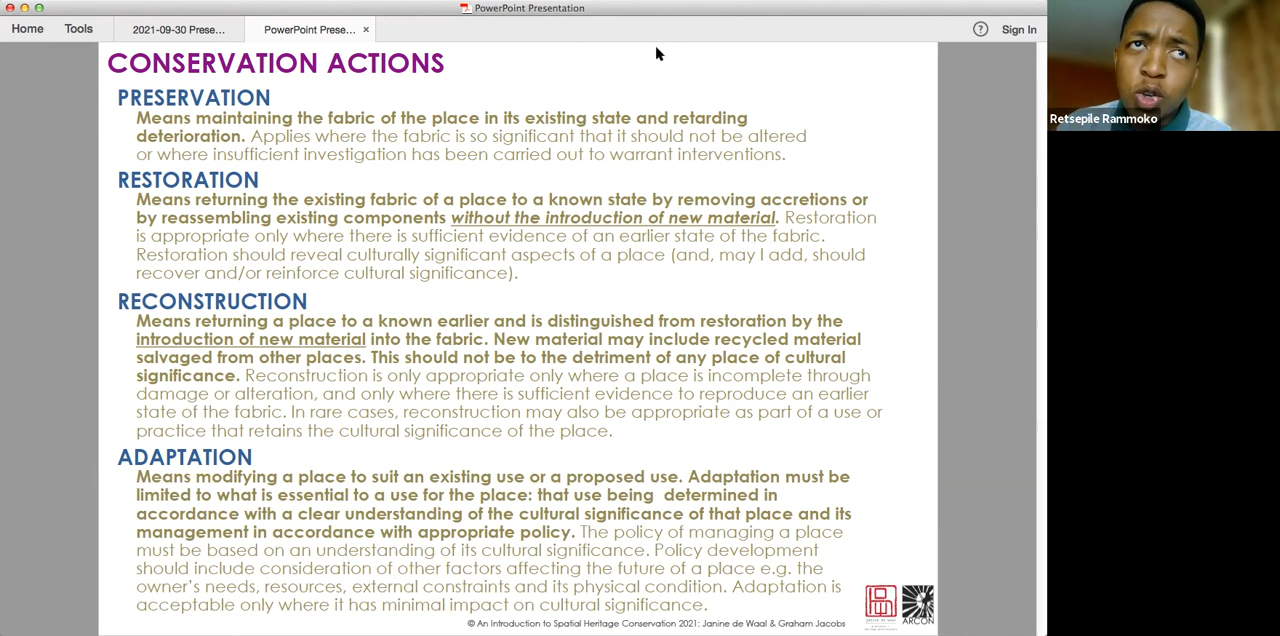 PowerPoint Presentation
Home Tools 2021-09-30 Prese... PowerPoint Prese... × ? Sign In
CONSERVATION ACTIONS
PRESERVATION
Means maintaining the fabric of the place in its existing state and retarding
deterioration. Applies where the fabric is so significant that it should not be altered
or where insufficient investigation has been carried out to warrant interventions.
RESTORATION
Means returning the existing fabric of a place to a known state by removing accretions or
by reassembling existing components without the introduction of new material. Restoration
is appropriate only where there is sufficient evidence of an earlier state of the fabric.
Restoration should reveal culturally significant aspects of a place (and, may I add, should
recover and/or reinforce cultural significance).
RECONSTRUCTION
Means returning a place to a known earlier and is distinguished from restoration by the
introduction of new material into the fabric. New material may include recycled material
salvaged from other places. This should not be to the detriment of any place of cultural
significance. Reconstruction is only appropriate only where a place is incomplete through
damage or alteration, and only where there is sufficient evidence to reproduce an earlier
state of the fabric. In rare cases, reconstruction may also be appropriate as part of a use or
practice that retains the cultural significance of the place.
ADAPTATION
Means modifying a place to suit an existing use or a proposed use. Adaptation must be
limited to what is essential to a use for the place: that use being determined in
accordance with a clear understanding of the cultural significance of that place and its
management in accordance with appropriate policy. The policy of managing a place
must be based on an understanding of its cultural significance. Policy development
should include consideration of other factors affecting the future of a place e.g. the
owner's needs, resources, external constraints and its physical condition. Adaptation is
acceptable only where it has minimal impact on cultural significance.
© An Introduction to Spatial Heritage Conservation 2021: Janine de Waal & Graham Jacobs
janine de waal
ARCON
Retsepile Rammoko